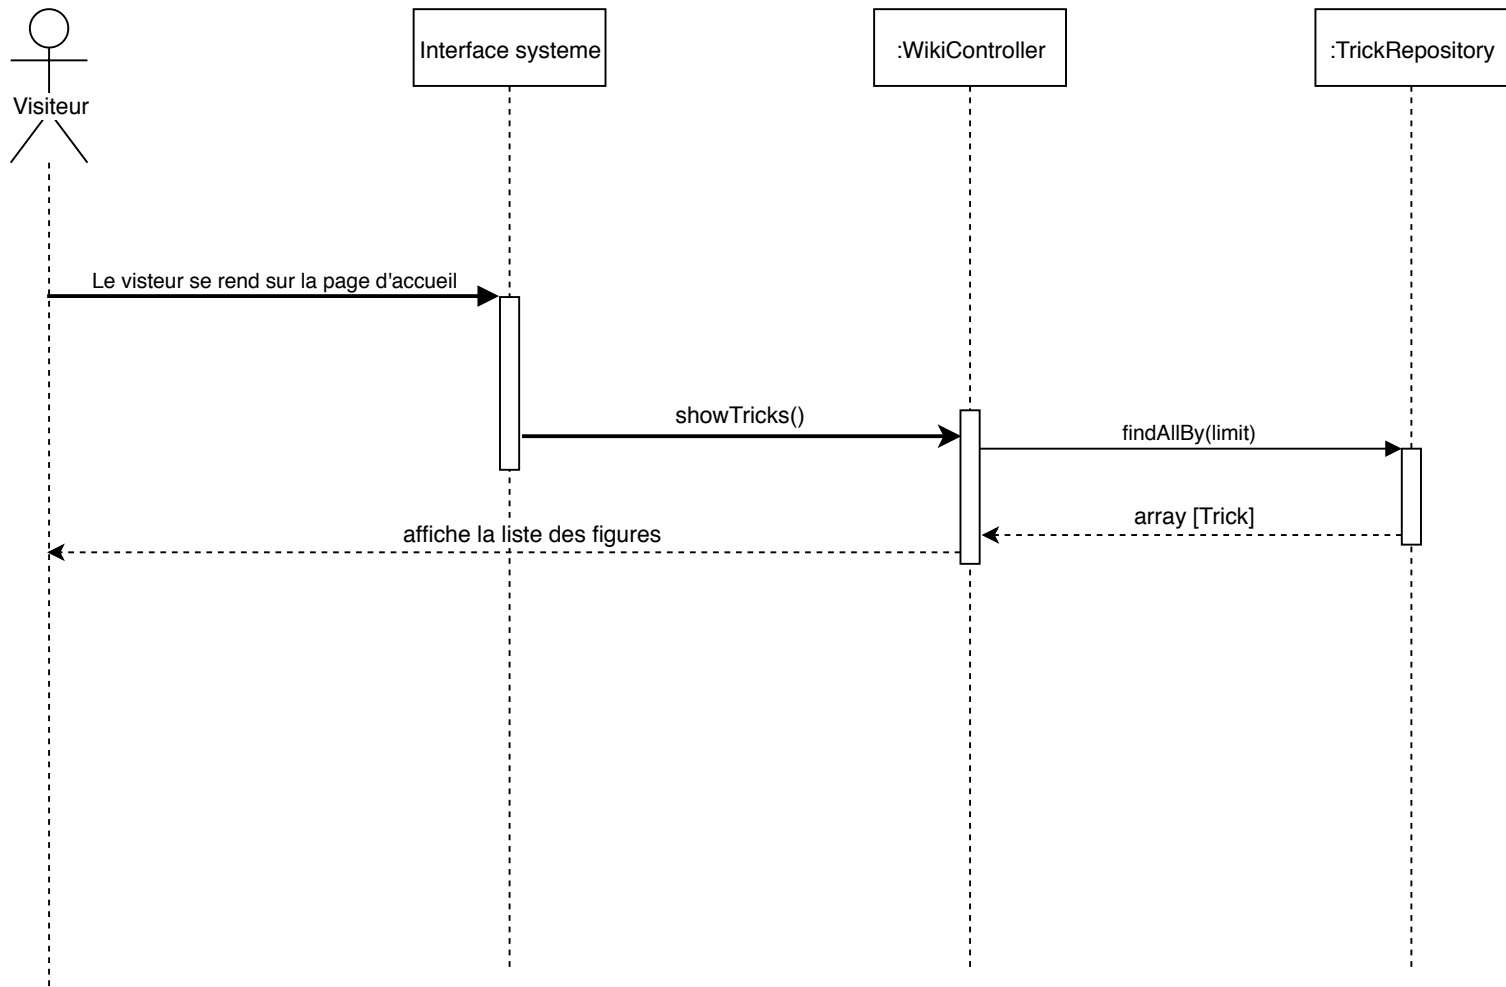 Visiteur
Interface systeme
:WikiController
:TrickRepository
Le visteur se rend sur la page d'accueil
showTricks()
findAllBy(limit)
array [Trick]
affiche la liste des figures